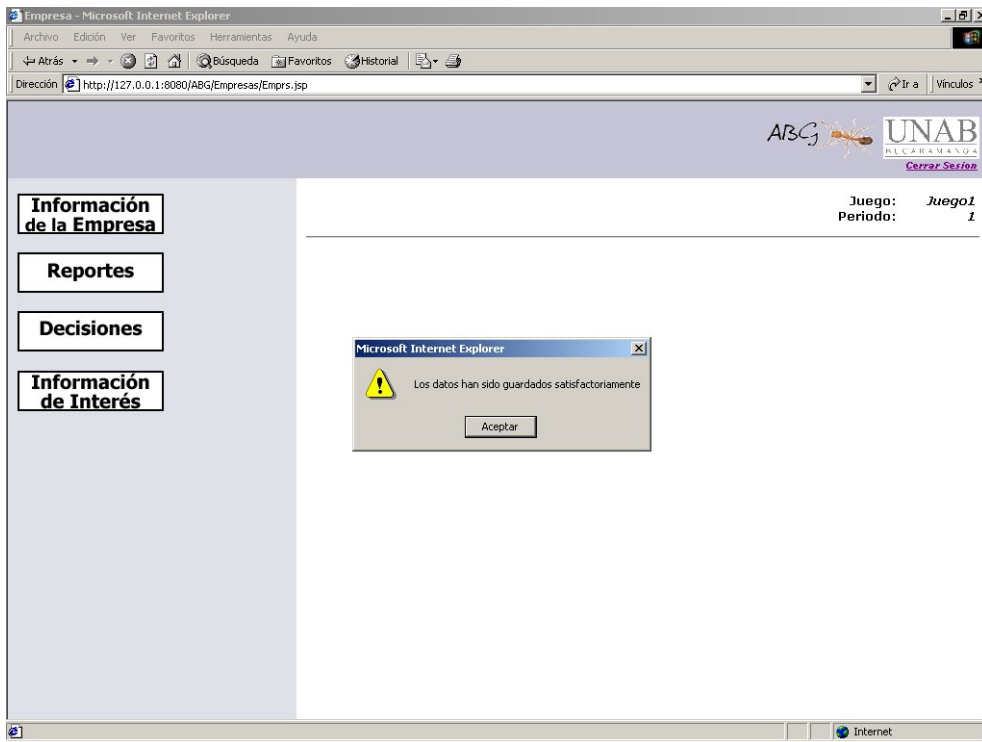 Empresa - Microsoft Internet Explorer
Archivo Edición Ver Favoritos Herramientas Ayuda
Atrás Búsqueda Favoritos Historial
Dirección http://127.0.0.1:8080/ABG/Empresas/Emprs.jsp Ir a Vínculos
ABG UNAB
BUCARAMANGA
Cerrar Sesíon
Información
de la Empresa
Juego: Juego1
Periodo: 1
Reportes
Decisiones
Información
de Interés
Microsoft Internet Explorer
Los datos han sido guardados satisfactoriamente
Aceptar
Internet